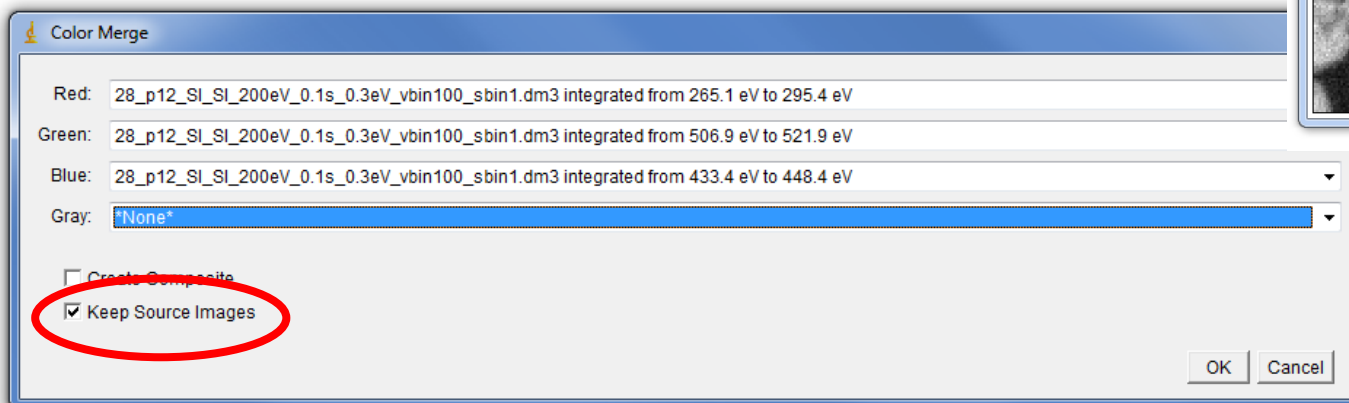 Color Merge
Red: 28_p12_SI_SI_200eV_0.1s_0.3eV_vbin100_sbin1.dm3 integrated from 265.1 eV to 295.4 eV
Green: 28_p12_SI_SI_200eV_0.1s_0.3eV_vbin100_sbin1.dm3 integrated from 506.9 eV to 521.9 eV
Blue: 28_p12_SI_SI_200eV_0.1s_0.3eV_vbin100_sbin1.dm3 integrated from 433.4 eV to 448.4 eV
Gray: *None*
Create Composite
Keep Source Images
OK Cancel